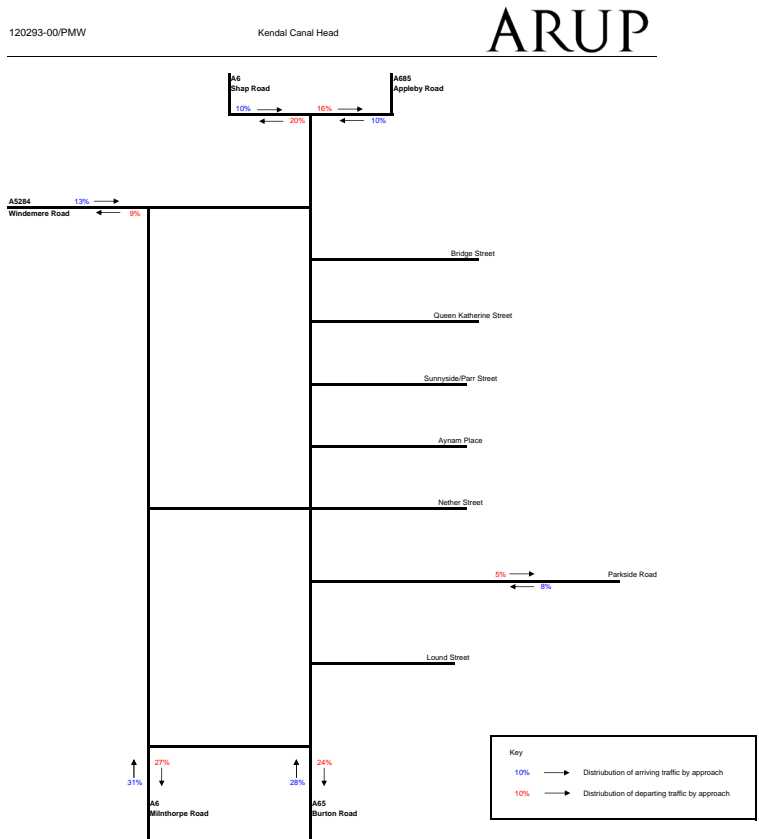 120293-00/PMW
Kendal Canal Head
ARUP
A6
Shap Road
A685
Appleby Road
10%
16%
20%
10%
A5284
13%
Windemere Road
9%
Bridge Street
Queen Katherine Street
Sunnyside/Parr Street
Aynam Place
Nether Street
5%
Parkside Road
8%
Lound Street
27%
31%
24%
28%
A6
Milnthorpe Road
A65
Burton Road
Key
10%
Distriubution of arriving traffic by approach
10%
Distriubution of departing traffic by approach